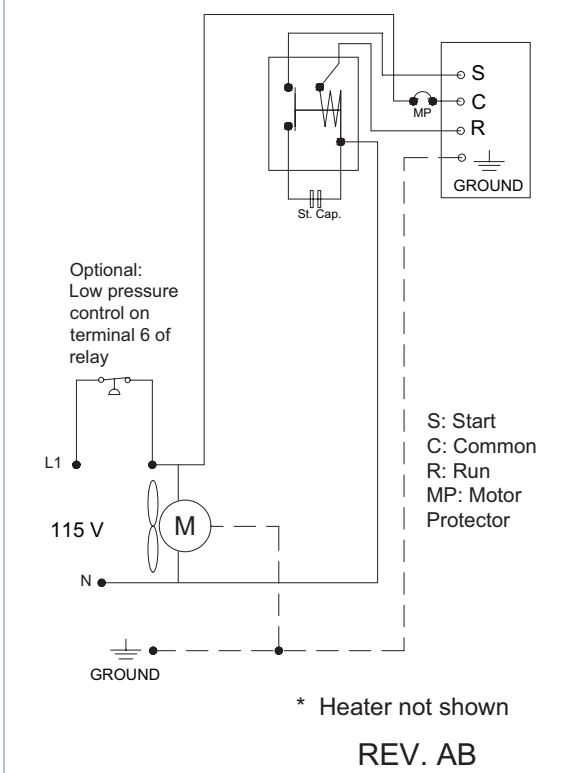 S
C
MP
R
GROUND
St. Cap.
Optional:
Low pressure
control on
terminal 6 of
relay
S: Start
C: Common
R: Run
MP: Motor
Protector
L1
115 V
M
N
GROUND
* Heater not shown
REV. AB